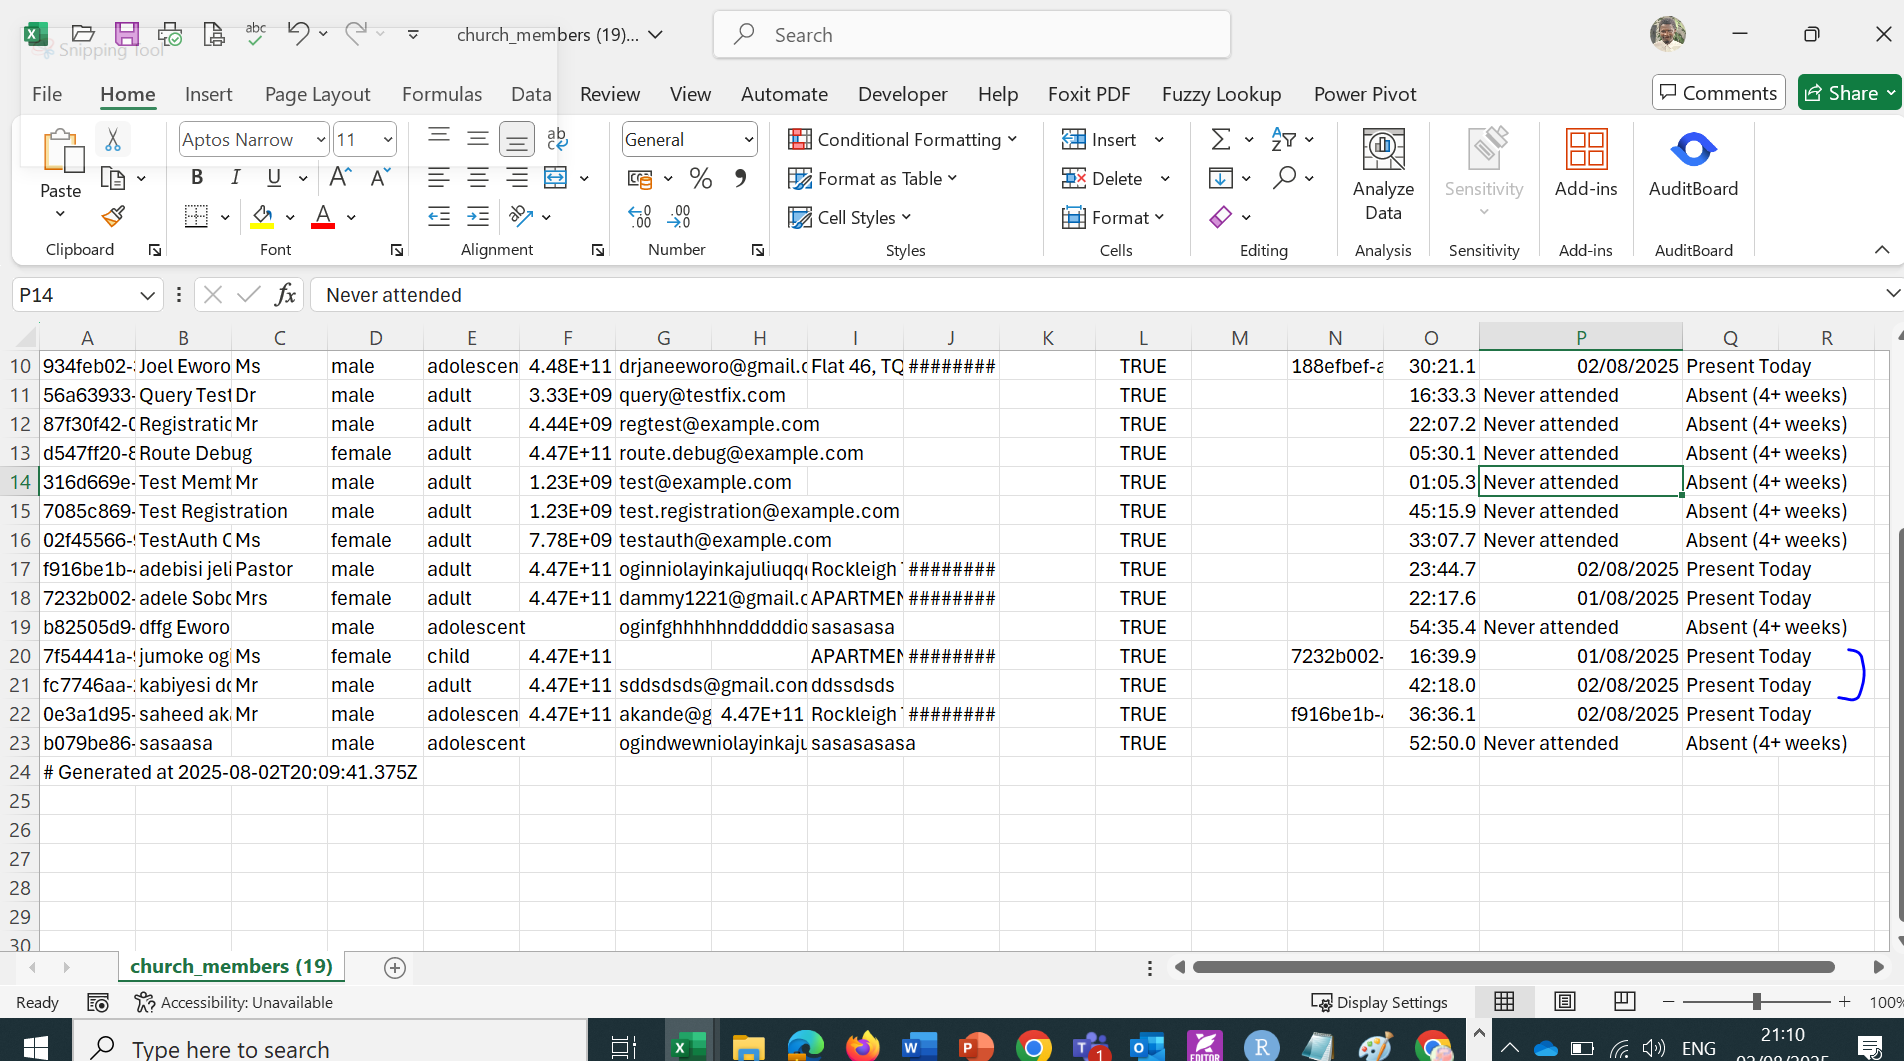 church_members (19)...
Search
Snipping Tool
File Home Insert Page Layout Formulas Data Review View Automate Developer Help Foxit PDF Fuzzy Lookup Power Pivot Comments Share
Paste
Aptos Narrow 11
General
Conditional Formatting
Format as Table
Cell Styles
Insert
Delete
Format
Analyze Data
Sensitivity
Add-ins
AuditBoard
Clipboard Font Alignment Number Styles Cells Editing Analysis Sensitivity Add-ins AuditBoard
P14 fx Never attended
A B C D E F G H I J K L M N O P Q R
10 934feb02- Joel Eworo Ms male adolescen 4.48E+11 drjaneeworo@gmail.c Flat 46, TQ ######## TRUE 188efbef-a 30:21.1 02/08/2025 Present Today
11 56a63933- Query Test Dr male adult 3.33E+09 query@testfix.com TRUE 16:33.3 Never attended Absent (4+ weeks)
12 87f30f42-0 Registratic Mr male adult 4.44E+09 regtest@example.com TRUE 22:07.2 Never attended Absent (4+ weeks)
13 d547ff20-8 Route Debug female adult 4.47E+11 route.debug@example.com TRUE 05:30.1 Never attended Absent (4+ weeks)
14 316d669e- Test Memb Mr male adult 1.23E+09 test@example.com TRUE 01:05.3 Never attended Absent (4+ weeks)
15 7085c869- Test Registration male adult 1.23E+09 test.registration@example.com TRUE 45:15.9 Never attended Absent (4+ weeks)
16 02f45566-9 TestAuth C Ms female adult 7.78E+09 testauth@example.com TRUE 33:07.7 Never attended Absent (4+ weeks)
17 f916be1b-4 adebisi jeli Pastor male adult 4.47E+11 oginniolayinkajuliuqqc Rockleigh ######## TRUE 23:44.7 02/08/2025 Present Today
18 7232b002- adele Sobo Mrs female adult 4.47E+11 dammy1221@gmail.c APARTMEN ######## TRUE 22:17.6 01/08/2025 Present Today
19 b82505d9- dffg Eworo male adolescent oginfghhhhhndddddio sasasasa TRUE 54:35.4 Never attended Absent (4+ weeks)
20 7f54441a-9 jumoke ogi Ms female child 4.47E+11 APARTMEN ######## TRUE 7232b002- 16:39.9 01/08/2025 Present Today
21 fc7746aa- kabiyesi do Mr male adult 4.47E+11 sddsdsds@gmail.com ddssdsds TRUE 42:18.0 02/08/2025 Present Today
22 0e3a1d95- saheed aka Mr male adolescen 4.47E+11 akande@g 4.47E+11 Rockleigh ######## TRUE f916be1b-4 36:36.1 02/08/2025 Present Today
23 b079be86- sasaasa male adolescent ogindwewniolayinkaju sasasasasa TRUE 52:50.0 Never attended Absent (4+ weeks)
24 # Generated at 2025-08-02T20:09:41.375Z
25
26
27
28
29
30
church_members (19)
Ready Accessibility: Unavailable Display Settings 100%
Type here to search
ENG
21:10